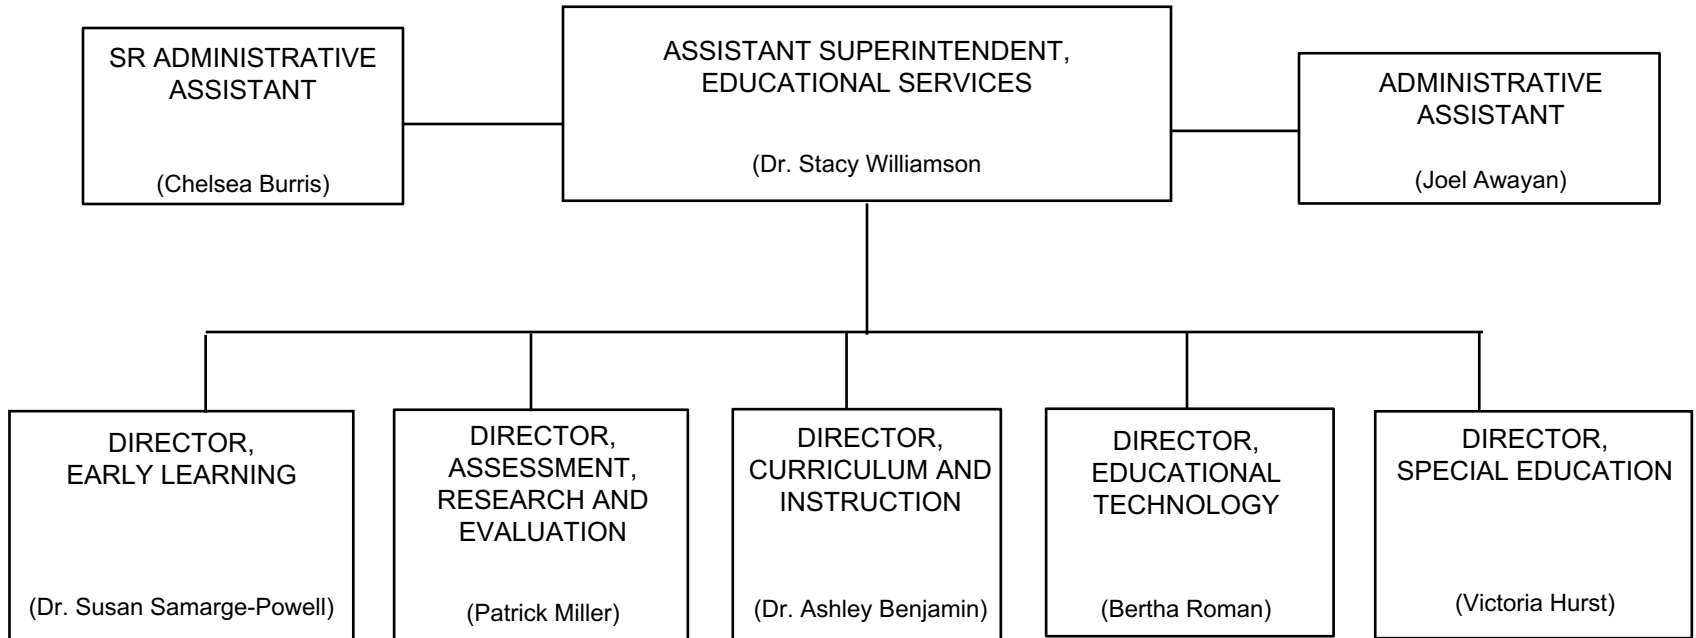 SR ADMINISTRATIVE
ASSISTANT
(Chelsea Burris)
ASSISTANT SUPERINTENDENT,
EDUCATIONAL SERVICES
(Dr. Stacy Williamson
ADMINISTRATIVE
ASSISTANT
(Joel Awayan)
DIRECTOR,
EARLY LEARNING
(Dr. Susan Samarge-Powell)
DIRECTOR,
ASSESSMENT,
RESEARCH AND
EVALUATION
(Patrick Miller)
DIRECTOR,
CURRICULUM AND
INSTRUCTION
(Dr. Ashley Benjamin)
DIRECTOR,
EDUCATIONAL
TECHNOLOGY
(Bertha Roman)
DIRECTOR,
SPECIAL EDUCATION
(Victoria Hurst)